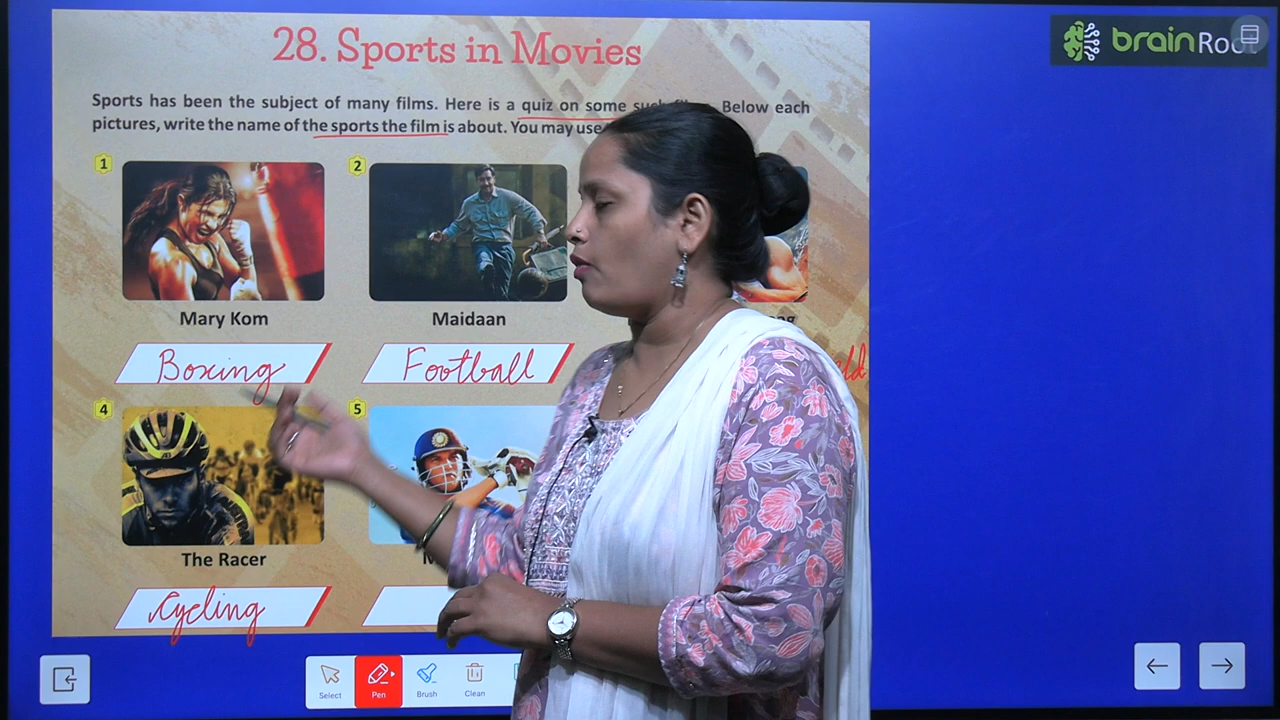 28. Sports in Movies
brainRoot
Sports has been the subject of many films. Here is a quiz on some such Below each
pictures, write the name of the sports the film is about. You may use
1
2
Mary Kom
Maidaan
Boxing
Football
4
5
The Racer
Cycling
Select
Pen
Brush
Clean